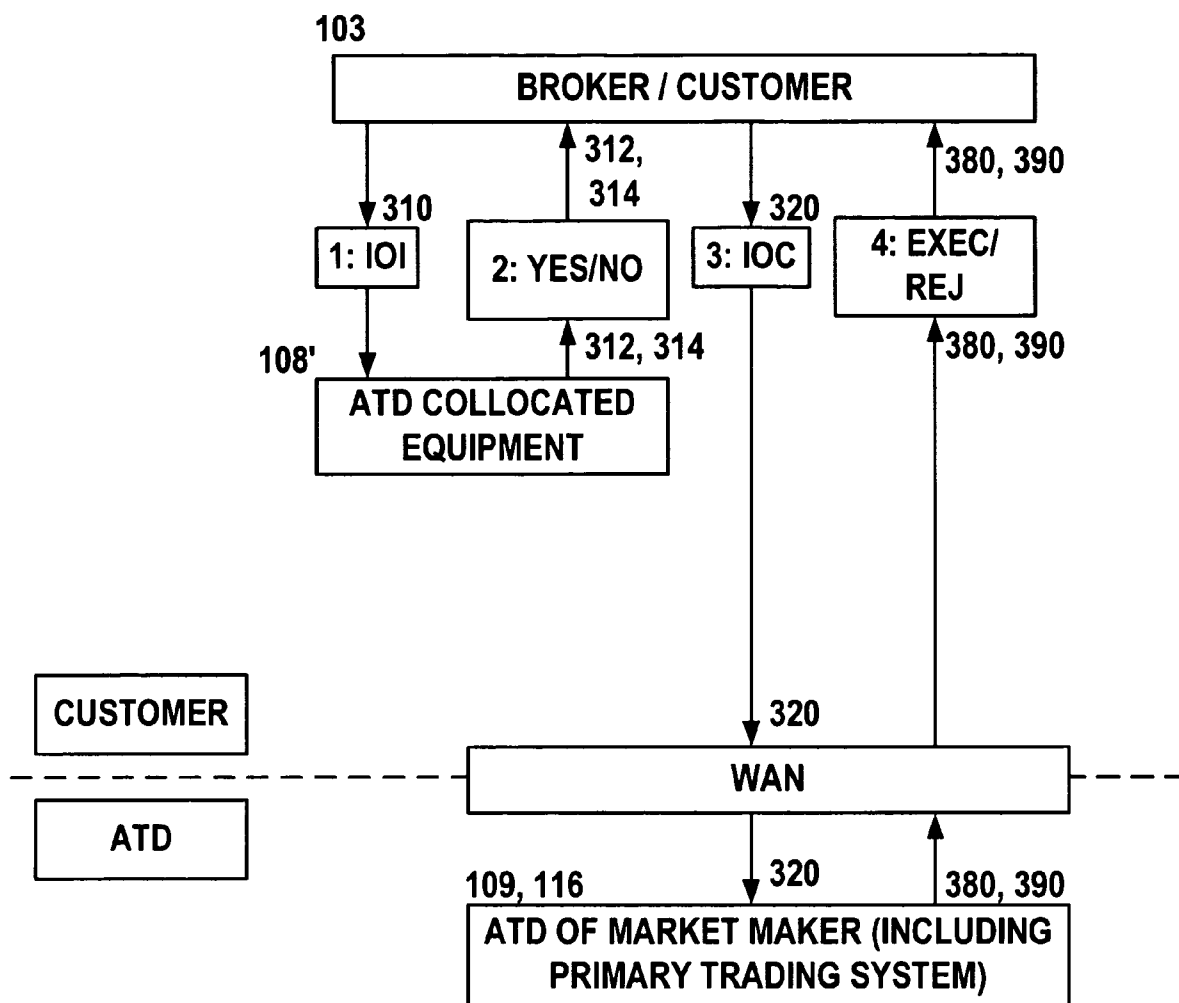 103
BROKER / CUSTOMER
312,
314
380, 390
310
320
1: IOI
2: YES/NO
3: IOC
4: EXEC/
REJ
312, 314
380, 390
108'
ATD COLLOCATED
EQUIPMENT
CUSTOMER
320
WAN
ATD
320
380, 390
109, 116
ATD OF MARKET MAKER (INCLUDING
PRIMARY TRADING SYSTEM)